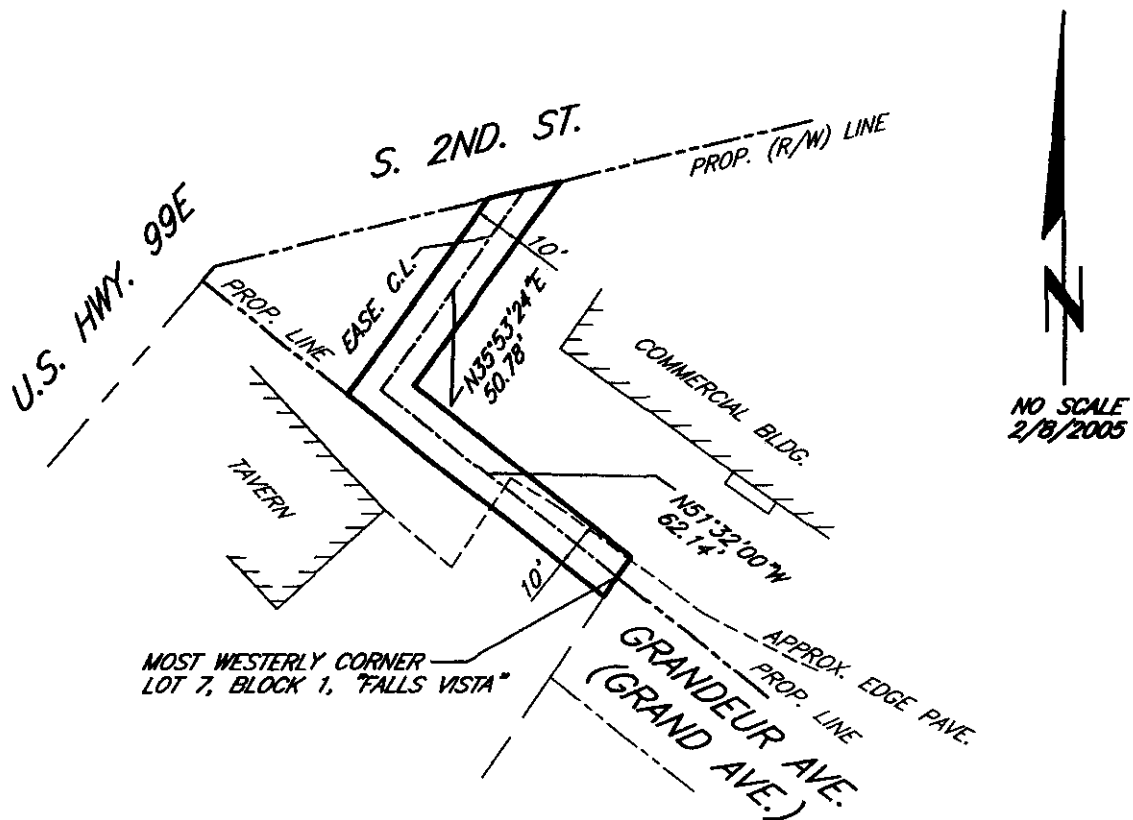 S. 2ND. ST.
PROP. (R/W) LINE
U.S. HWY. 99E
10'
EASE. C.L.
PROP. LINE
N35°53'24"E
50.78'
COMMERCIAL BLDG.
NO SCALE
2/8/2005
N
TAVERN
N51°32'00"W
62.14'
10'
MOST WESTERLY CORNER
LOT 7, BLOCK 1, "FALLS VISTA"
APPROX. EDGE PAVE.
PROP. LINE
GRANDEUR AVE.
(GRAND AVE.)